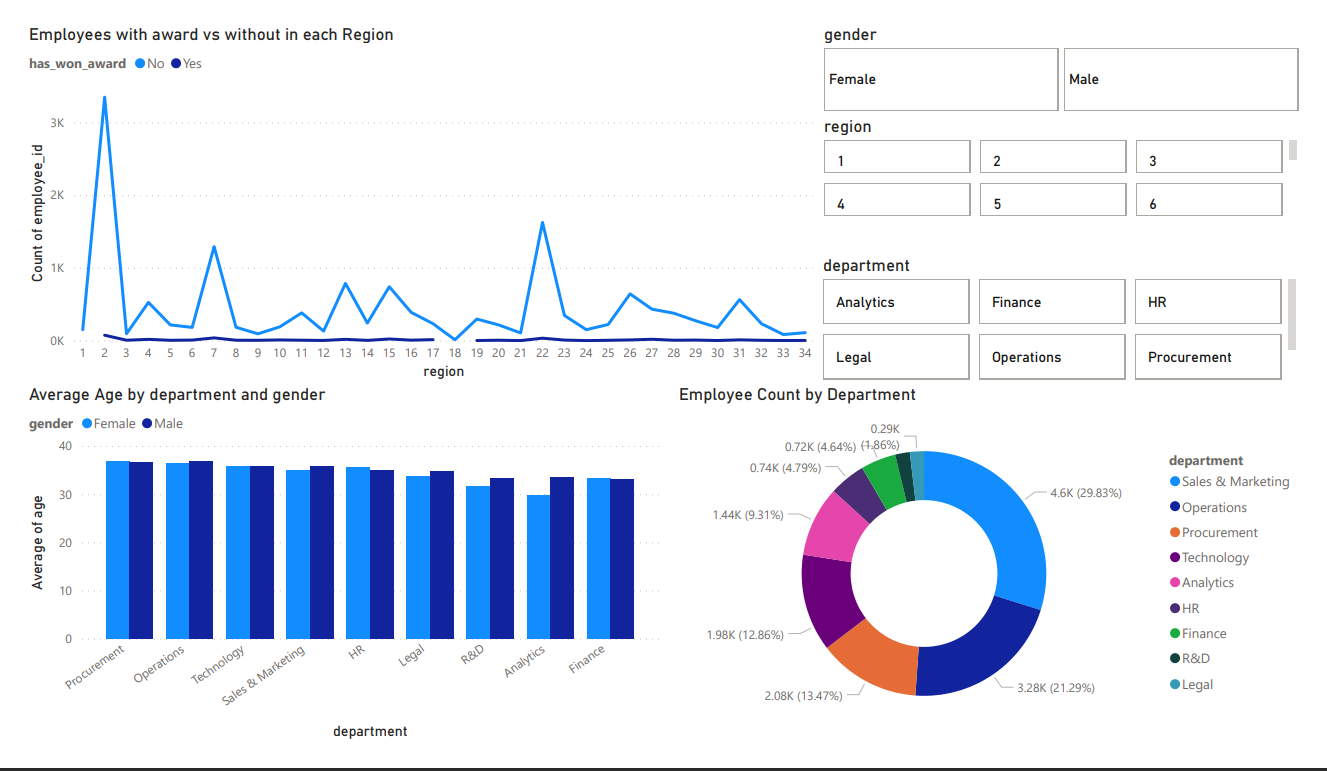 Employees with award vs without in each Region
has_won_award No Yes
Count of employee_id
3K
2K
1K
0K
1 2 3 4 5 6 7 8 9 10 11 12 13 14 15 16 17 18 19 20 21 22 23 24 25 26 27 28 29 30 31 32 33 34
region
gender
Female Male
region
1 2 3
4 5 6
department
Analytics Finance HR
Legal Operations Procurement
Average Age by department and gender
gender Female Male
Average of age
40
30
20
10
0
Procurement Operations Technology Sales & Marketing HR Legal R&D Analytics Finance
department
Employee Count by Department
0.29K
(1.86%)
0.72K (4.64%)
0.74K (4.79%)
1.44K (9.31%)
1.98K (12.86%)
2.08K (13.47%)
3.28K (21.29%)
4.6K (29.83%)
department
Sales & Marketing
Operations
Procurement
Technology
Analytics
HR
Finance
R&D
Legal